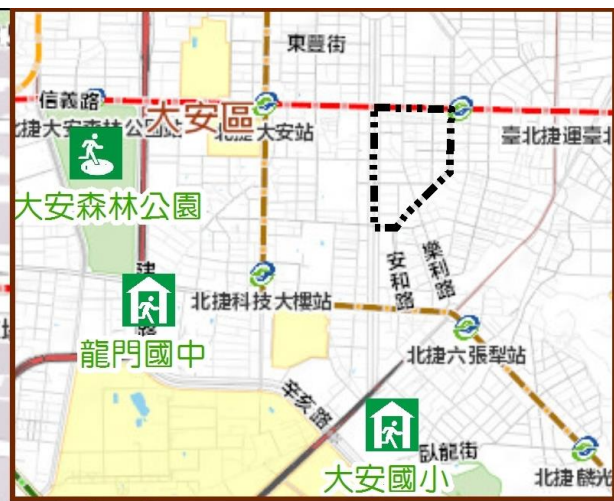 東豐街
信義路
大安區
北捷大安森林公園站
北捷大安站
臺北捷運臺北
大安森林公園
安和路
樂利路
建
路
北捷科技大樓站
龍門國中
北捷六張犁站
辛亥路
臥龍街
大安國小
北捷麟光